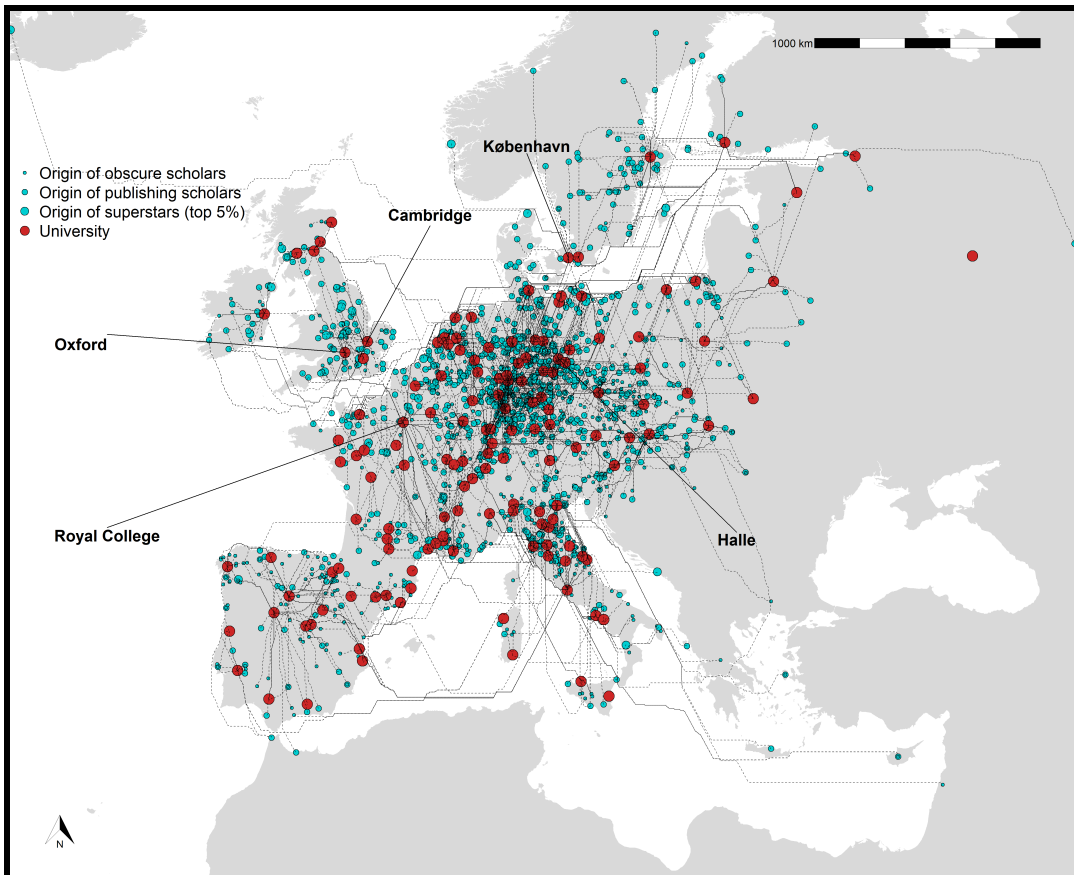 1000 km
København
Origin of obscure scholars
Origin of publishing scholars
Origin of superstars (top 5%)
University
Cambridge
Oxford
Royal College
Halle
N